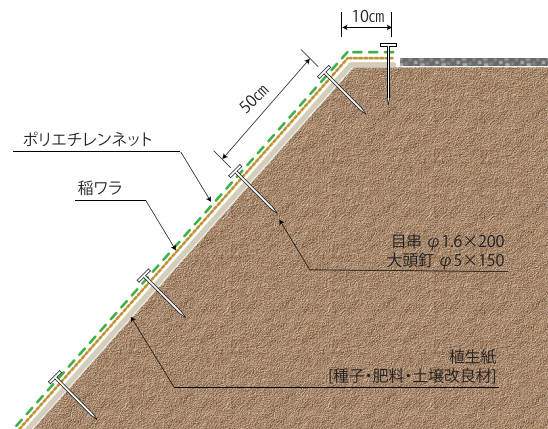 10㎝
50㎝
ポリエチレンネット
稲ワラ
目串 φ1.6×200
大頭釘 φ5×150
植生紙
[種子・肥料・土壌改良材]